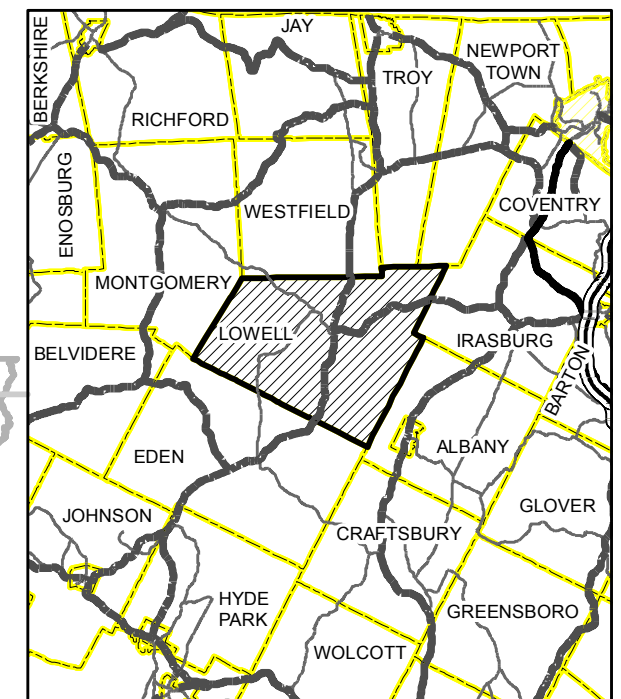 JAY
BERKSHIRE
NEWPORT
TOWN
TROY
RICHFORD
ENOSBURG
WESTFIELD
COVENTRY
MONTGOMERY
LOWELL
IRASBURG
BELVIDERE
BARTON
ALBANY
EDEN
GLOVER
JOHNSON
CRAFTSBURY
HYDE
PARK
GREENSBORO
WOLCOTT